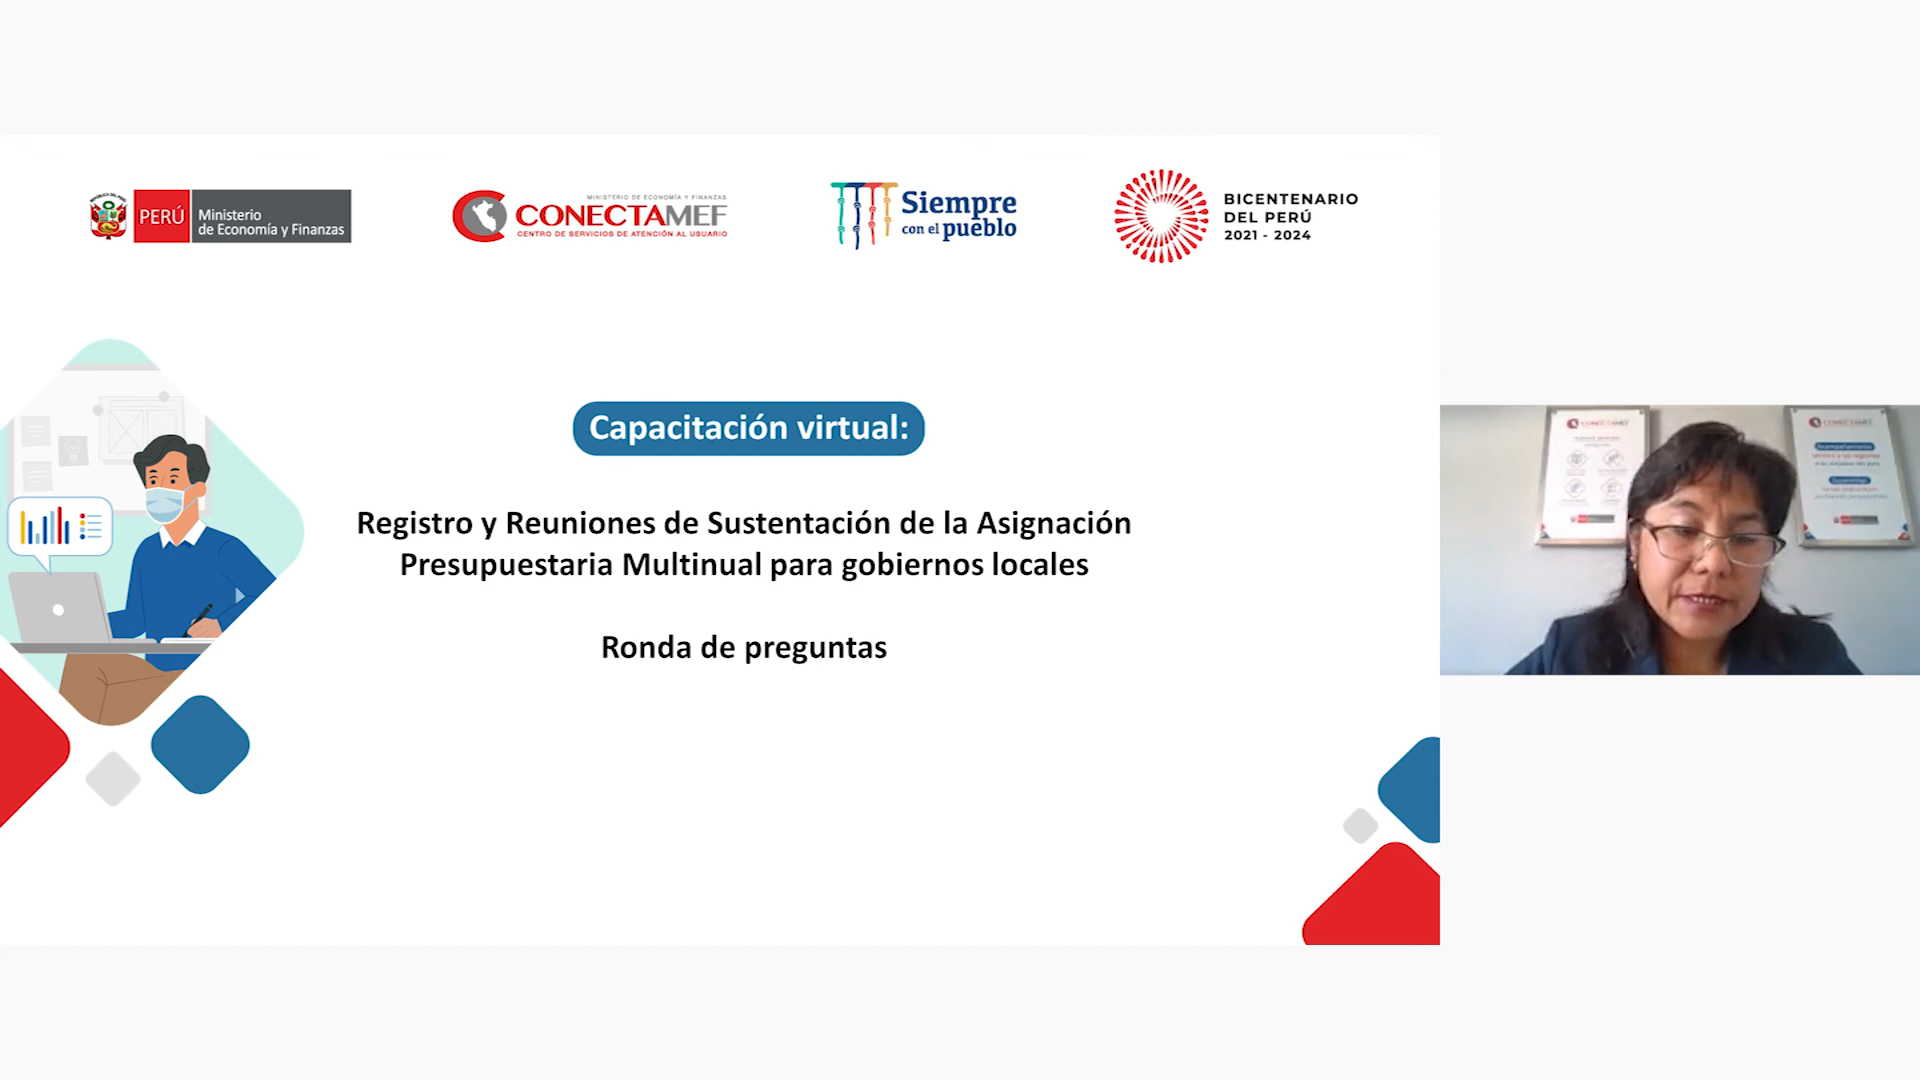 PERÚ
Ministerio
de Economía y Finanzas
MINISTERIO DE ECONOMÍA Y FINANZAS
CONECTAMEF
CENTRO DE SERVICIOS DE ATENCIÓN AL USUARIO
Siempre
con el pueblo
BICENTENARIO
DEL PERÚ
2021 - 2024
Capacitación virtual:
Registro y Reuniones de Sustentación de la Asignación
Presupuestaria Multinual para gobiernos locales
Ronda de preguntas
CONECTAMEF
CONECTAMEF